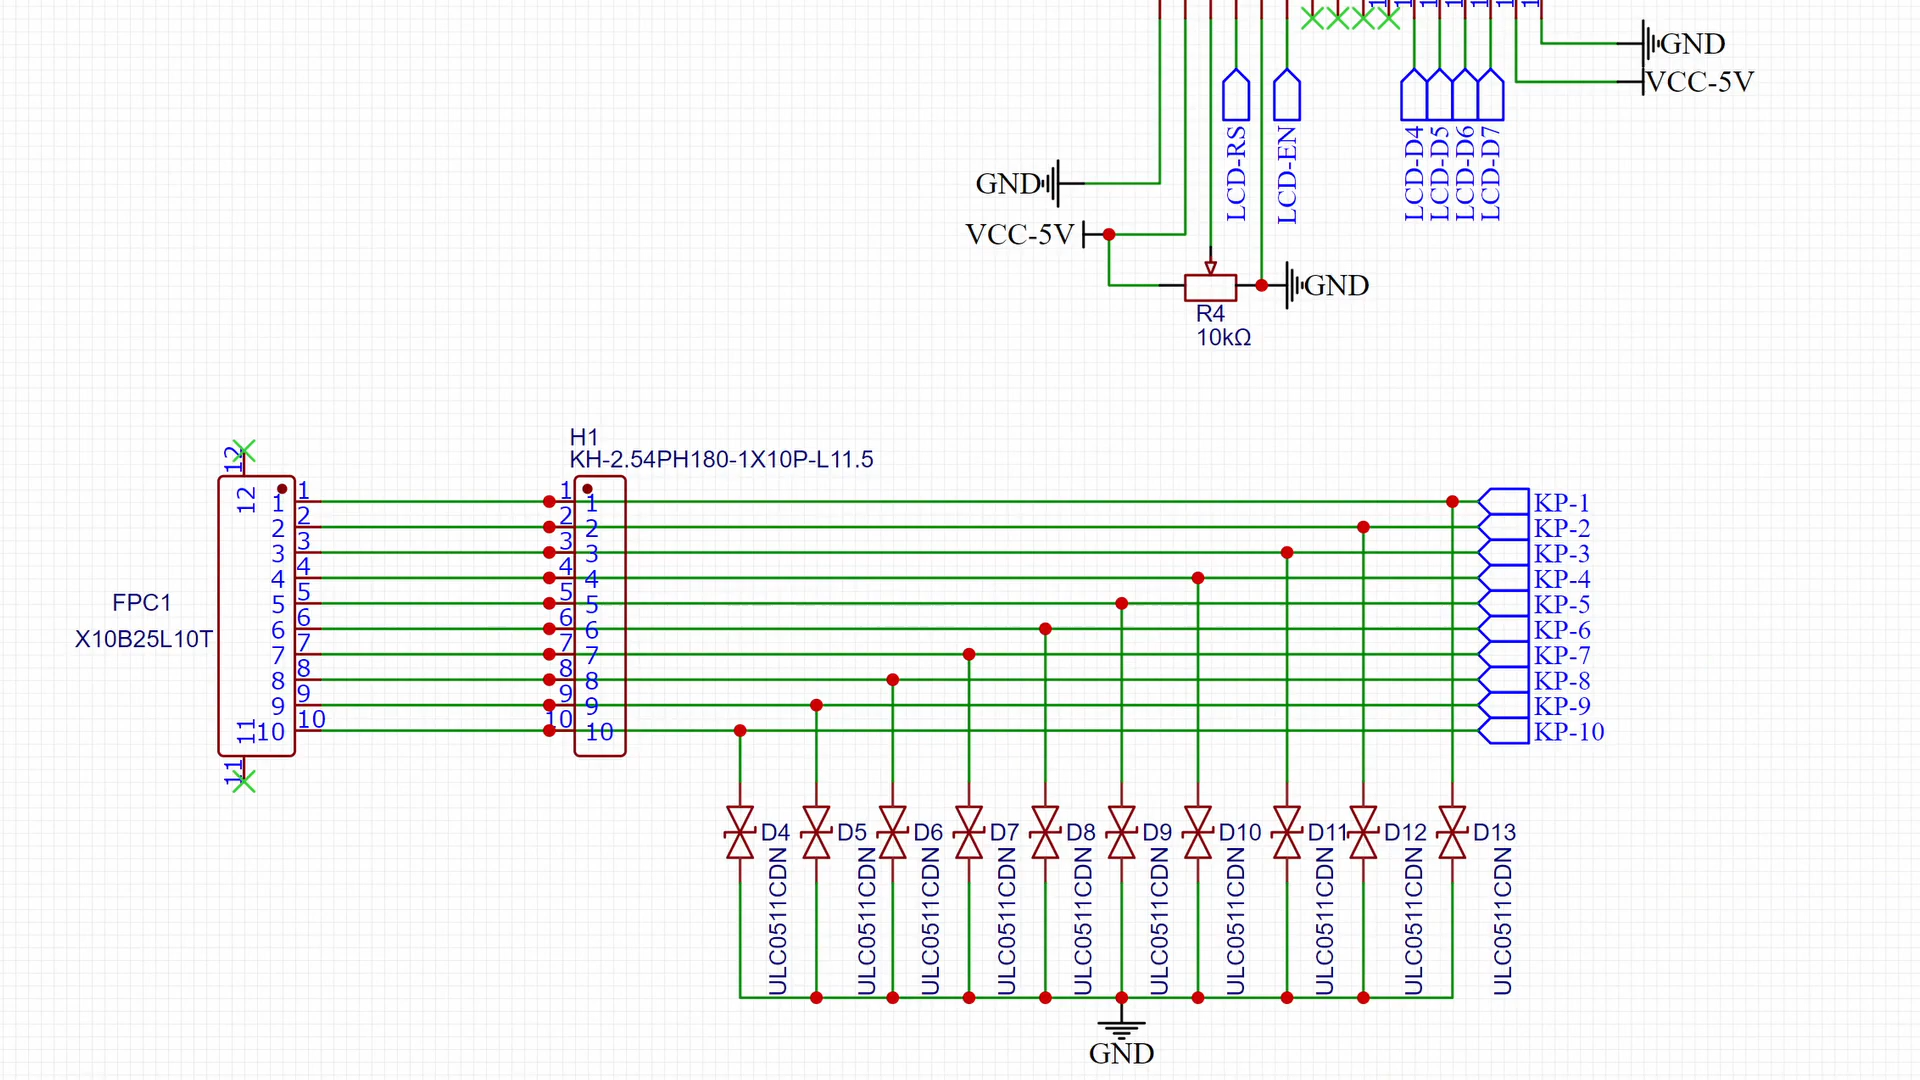 GND
VCC-5V
LCD-RS
LCD-EN
LCD-D4
LCD-D5
LCD-D6
LCD-D7
GND
VCC-5V
GND
R4
10kΩ
H1
KH-2.54PH180-1X10P-L11.5
12
12
1 1 1 1 KP-1
2 2 2 2 KP-2
3 3 3 3 KP-3
4 4 4 4 KP-4
5 5 5 5 KP-5
FPC1
6 6 6 6 KP-6
X10B25L10T
7 7 7 7 KP-7
8 8 8 8 KP-8
9 9 9 9 KP-9
11 10 10 10 10 KP-10
11
D4 D5 D6 D7 D8 D9 D10 D11 D12 D13
ULC0511CDN
ULC0511CDN
ULC0511CDN
ULC0511CDN
ULC0511CDN
ULC0511CDN
ULC0511CDN
ULC0511CDN
ULC0511CDN
ULC0511CDN
GND